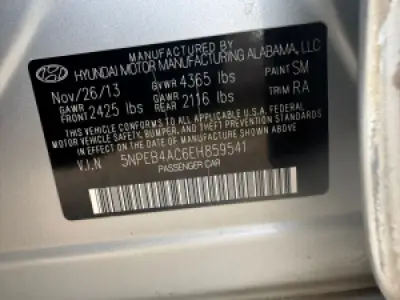 MANUFACTURED BY
HYUNDAI MOTOR MANUFACTURING ALABAMA, LLC
Nov/26/13 GVWR 4365 lbs PAINT SM
GAWR FRONT 2425 lbs GAWR REAR 2116 lbs TRIM RA
THIS VEHICLE CONFORMS TO ALL APPLICABLE U.S.A FEDERAL
MOTOR VEHICLE SAFETY, BUMPER, AND THEFT PREVENTION
STANDARDS IN EFFECT ON THE DATE OF MANUFACTURE SHOWN ABOVE.
V.I.N 5NPEB4AC6EH859541
PASSENGER CAR